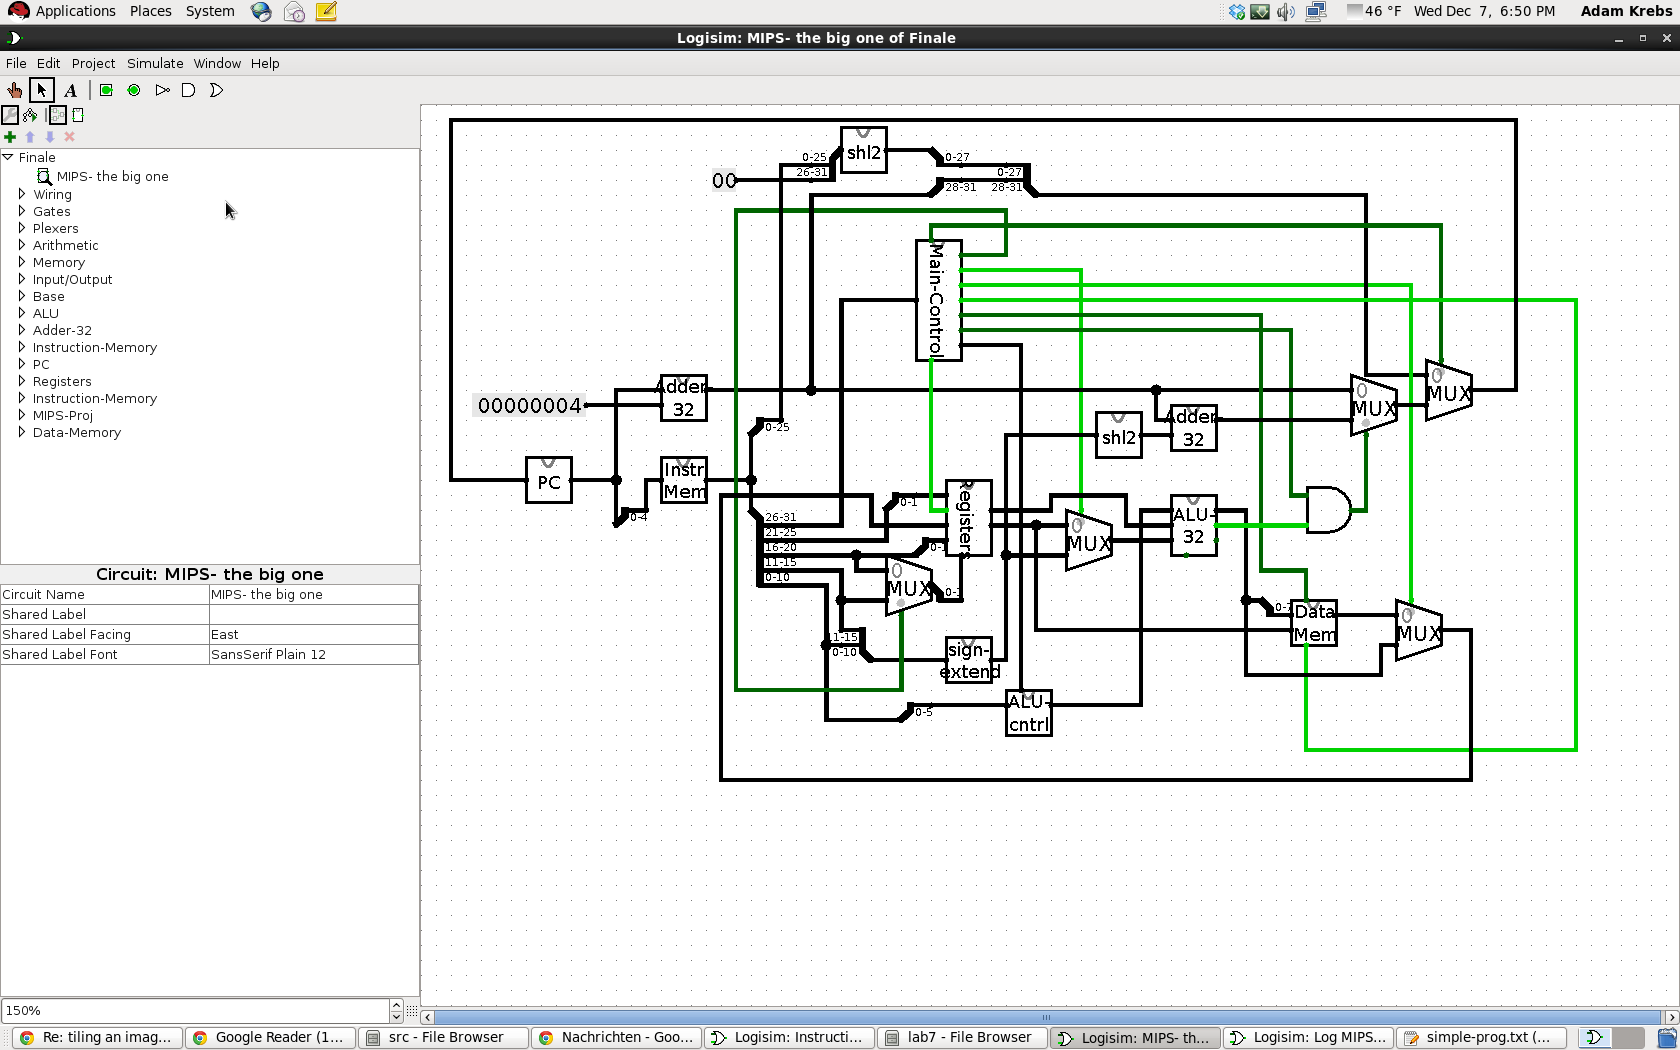 Applications Places System 46 °F Wed Dec 7, 6:50 PM Adam Krebs
Logisim: MIPS- the big one of Finale
File Edit Project Simulate Window Help
A
Finale
MIPS- the big one
Wiring
Gates
Plexers
Arithmetic
Memory
Input/Output
Base
ALU
Adder-32
Instruction-Memory
PC
Registers
Instruction-Memory
MIPS-Proj
Data-Memory
Circuit: MIPS- the big one
Circuit Name MIPS- the big one
Shared Label
Shared Label Facing East
Shared Label Font SansSerif Plain 12
150%
0-25
26-31
shl2
0-27
28-31
0-27
28-31
00
Main-Control
Adder
32
00000004
0-25
PC
Instr
Mem
0-4
shl2
Adder
32
0
MUX
0
MUX
26-31
21-25
16-20
11-15
0-10
0-1
0-1
Registers
0
MUX
0-1
0
MUX
ALU-
32
11-15
0-10
sign-
extend
0-5
ALU-
cntrl
0-7
Data
Mem
0
MUX
Re: tiling an imag... Google Reader (1... src - File Browser Nachrichten - Goo... Logisim: Instructi... lab7 - File Browser Logisim: MIPS- th... Logisim: Log MIPS... simple-prog.txt (...